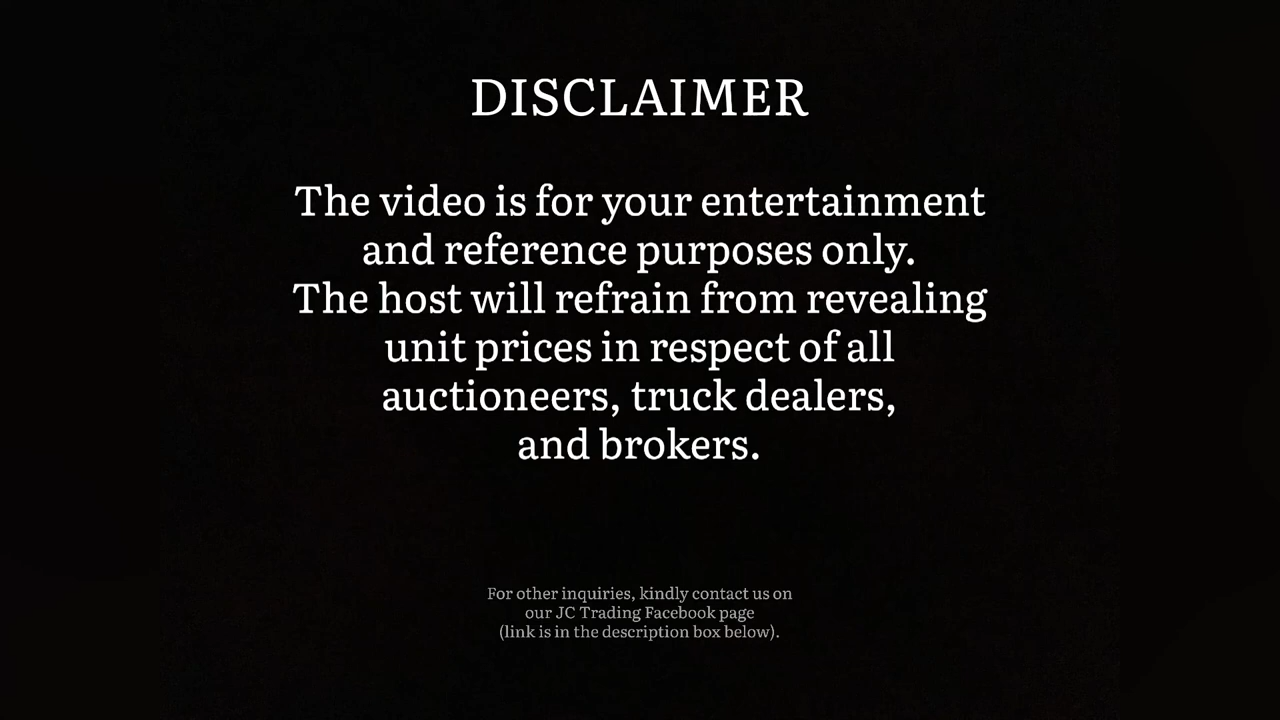 DISCLAIMER
The video is for your entertainment
and reference purposes only.
The host will refrain from revealing
unit prices in respect of all
auctioneers, truck dealers,
and brokers.
For other inquiries, kindly contact us on
our JC Trading Facebook page
(link is in the description box below).